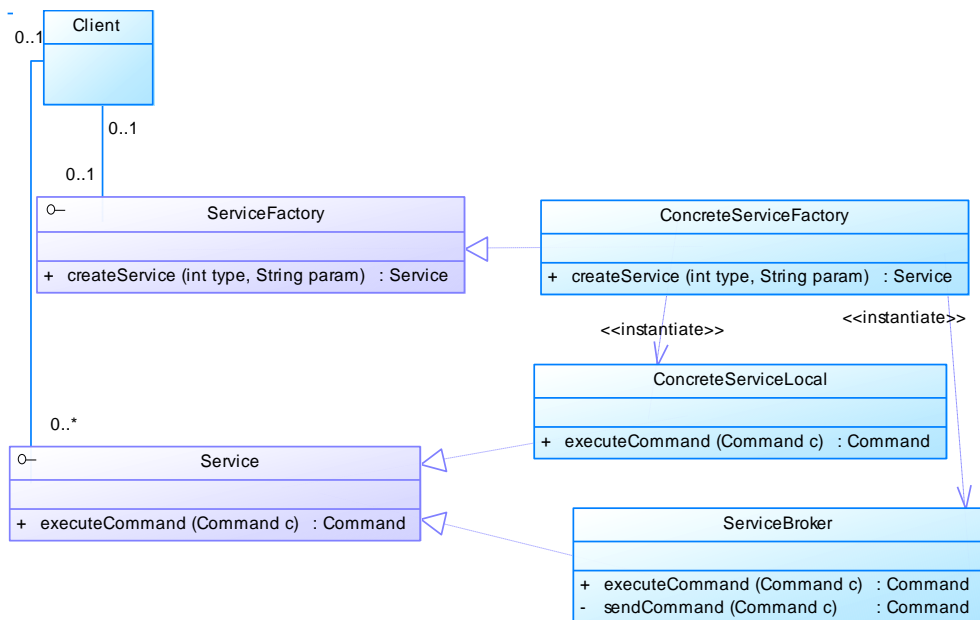 Client
0..1
0..1
0..1
ServiceFactory
+ createService (int type, String param) : Service
ConcreteServiceFactory
+ createService (int type, String param) : Service
<<instantiate>>
<<instantiate>>
ConcreteServiceLocal
+ executeCommand (Command c) : Command
0..*
Service
+ executeCommand (Command c) : Command
ServiceBroker
+ executeCommand (Command c) : Command
- sendCommand (Command c) : Command